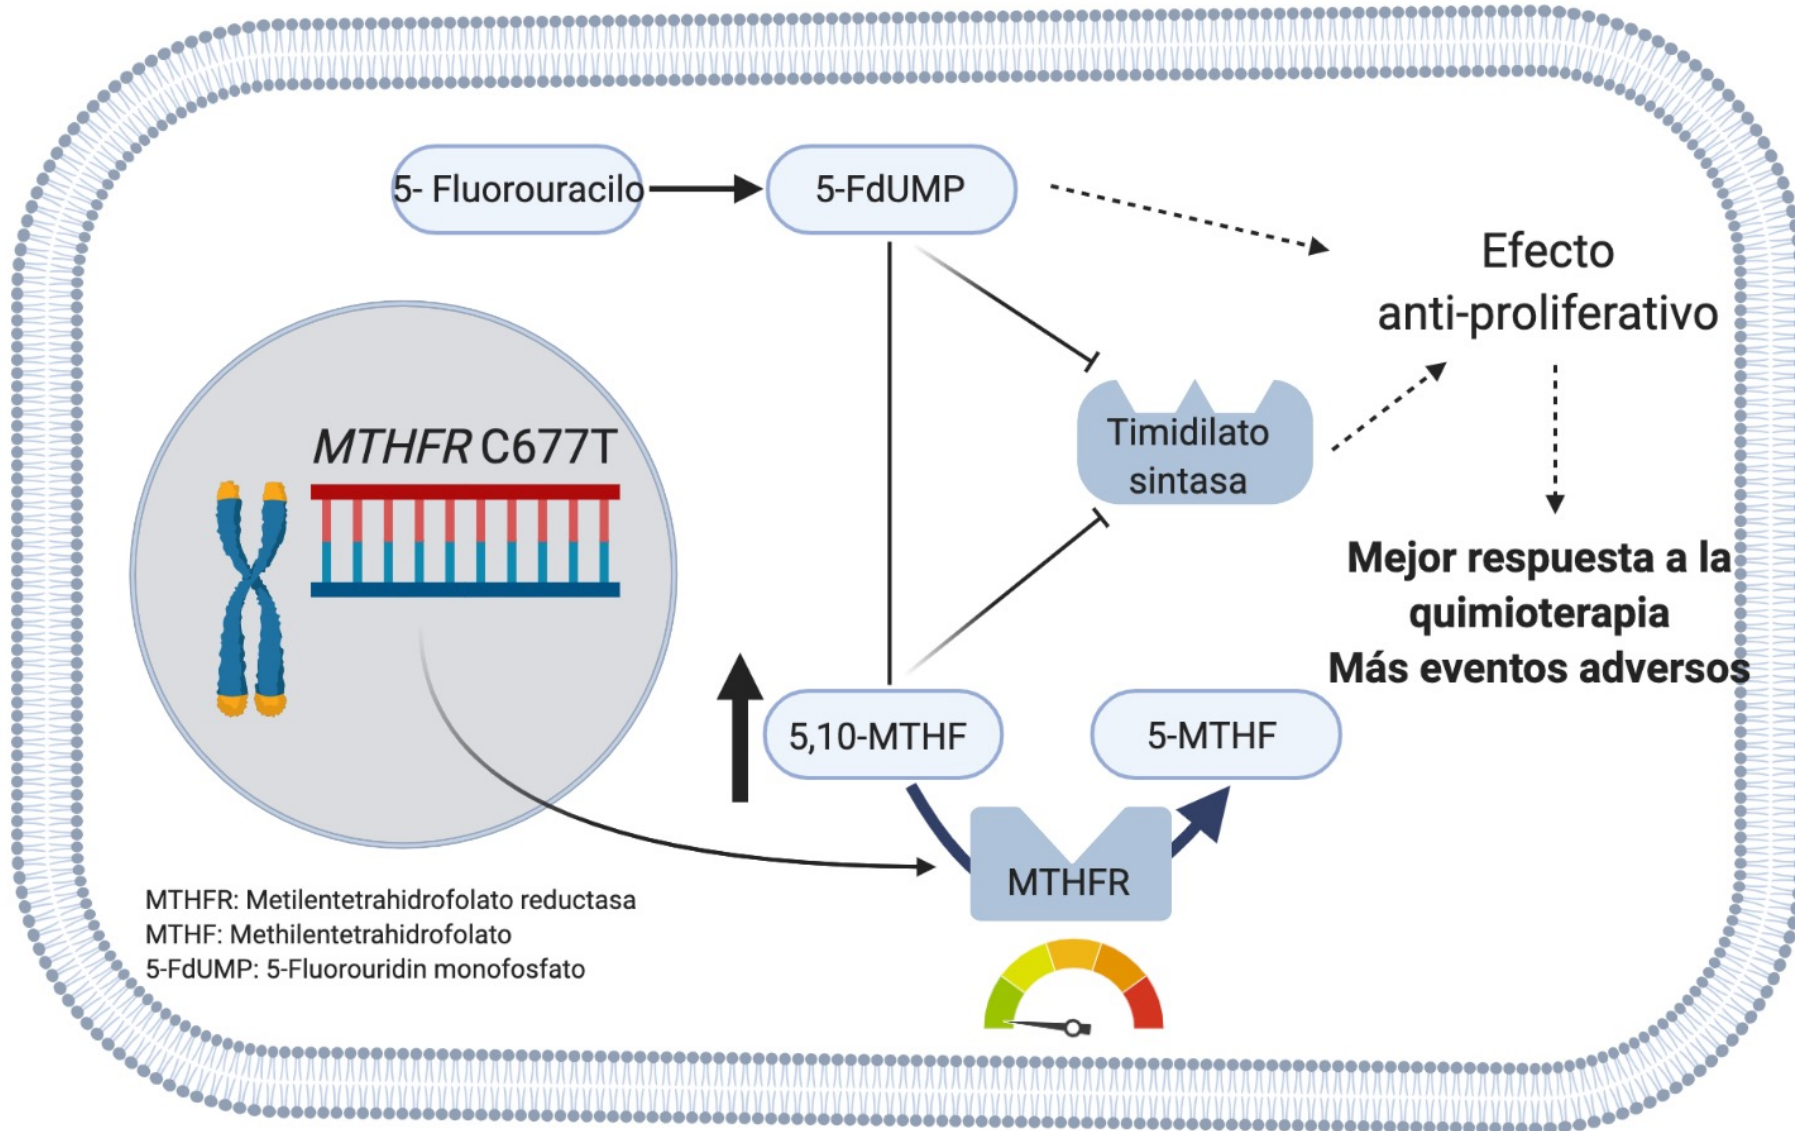 5- Fluorouracilo
5-FdUMP
Efecto
anti-proliferativo
MTHFR C677T
Timidilato
sintasa
Mejor respuesta a la
quimioterapia
Más eventos adversos
5,10-MTHF
5-MTHF
MTHFR
MTHFR: Metilentetrahidrofolato reductasa
MTHF: Methilentetrahidrofolato
5-FdUMP: 5-Fluorouridin monofosfato